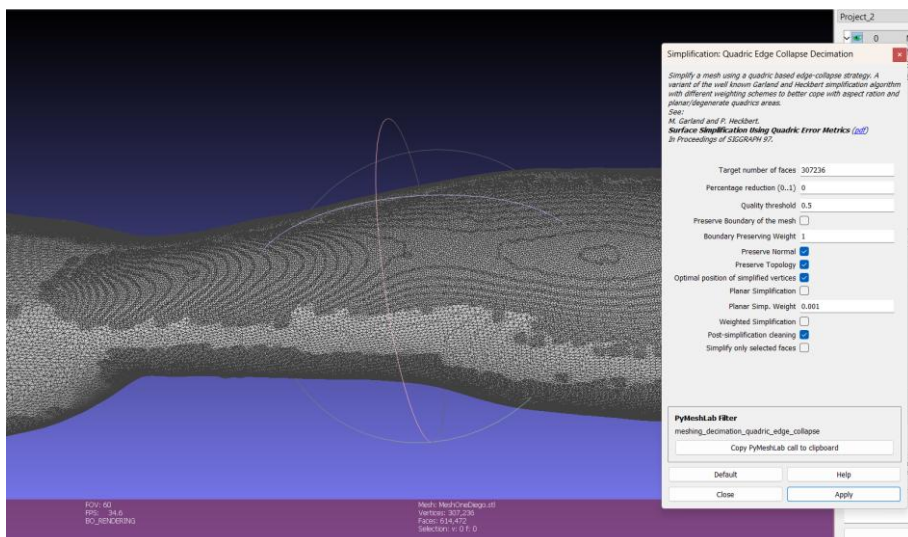 Project_2
0
Simplification: Quadric Edge Collapse Decimation
Simplify a mesh using a quadric based edge-collapse strategy. A
variant of the well known Garland and Heckbert simplification algorithm
with different weighting schemes to better cope with aspect ration and
planar/degenerate quadrics areas.
See:
M. Garland and P. Heckbert.
Surface Simplification Using Quadric Error Metrics (pdf)
In Proceedings of SIGGRAPH 97.
Target number of faces 307236
Percentage reduction (0..1) 0
Quality threshold 0.5
Preserve Boundary of the mesh
Boundary Preserving Weight 1
Preserve Normal
Preserve Topology
Optimal position of simplified vertices
Planar Simplification
Planar Simp. Weight 0.001
Weighted Simplification
Post-simplification cleaning
Simplify only selected faces
PyMeshLab Filter
meshing_decimation_quadric_edge_collapse
Copy PyMeshLab call to clipboard
Default Help
Close Apply
FOV: 60
FPS: 34.6
BO_RENDERING
Mesh: MeshOneDiego.stl
Vertices: 307,236
Faces: 614,472
Selection: v: 0 f: 0